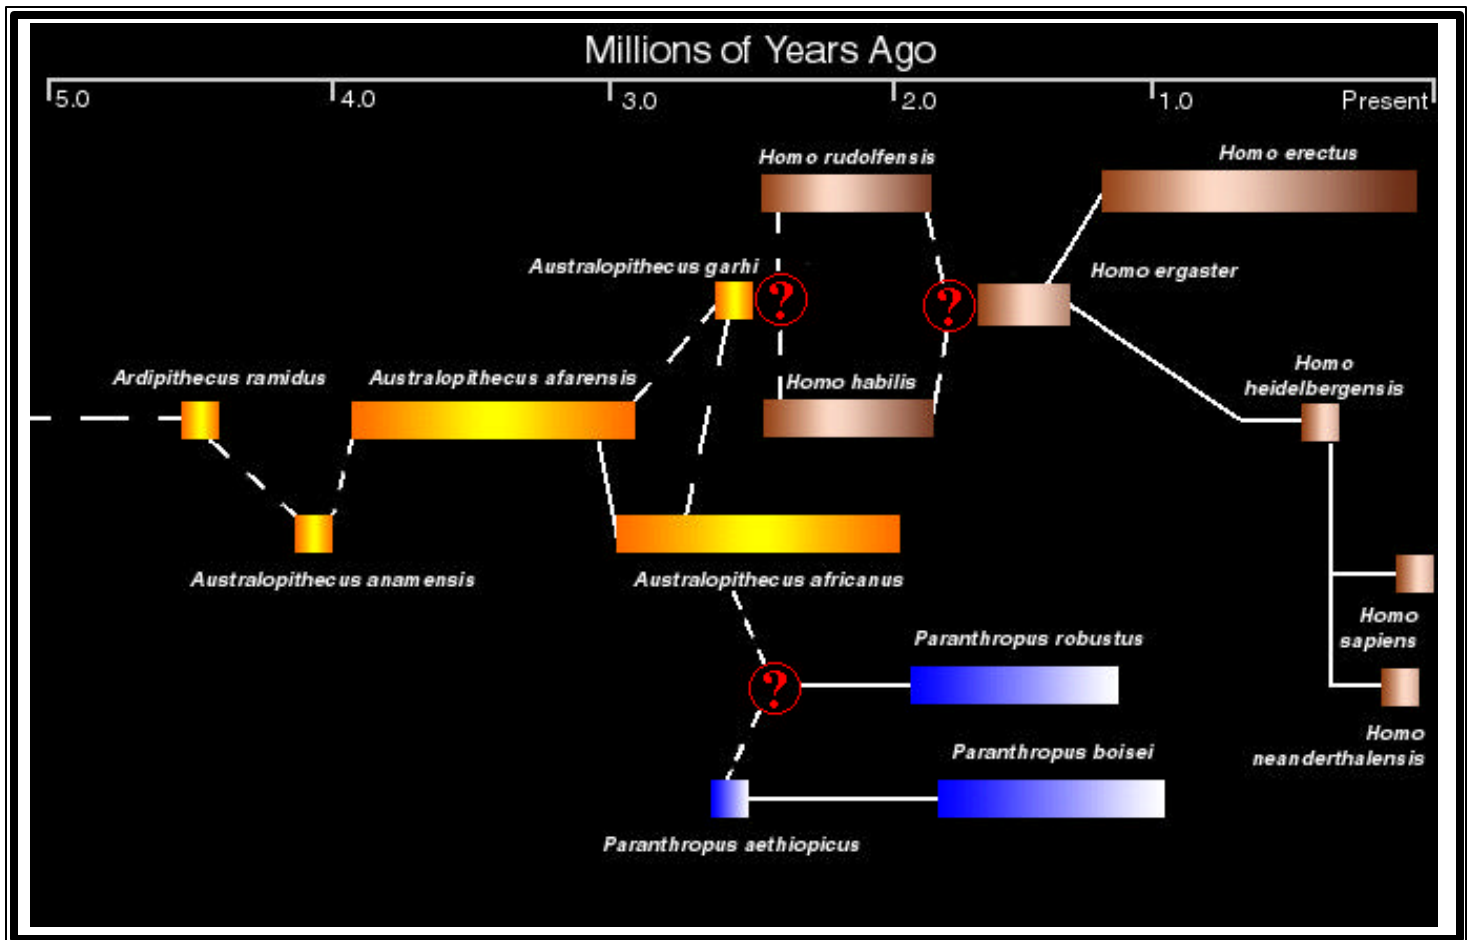 Millions of Years Ago
5.0
4.0
3.0
2.0
1.0
Present
Homo rudolfensis
Homo erectus
Australopithecus garhi
?
?
Homo ergaster
Ardipithecus ramidus
Australopithecus afarensis
Homo habilis
Homo
heidelbergensis
Australopithecus anamensis
Australopithecus africanus
Homo
sapiens
Paranthropus robustus
?
Homo
neanderthalensis
Paranthropus boisei
Paranthropus aethiopicus